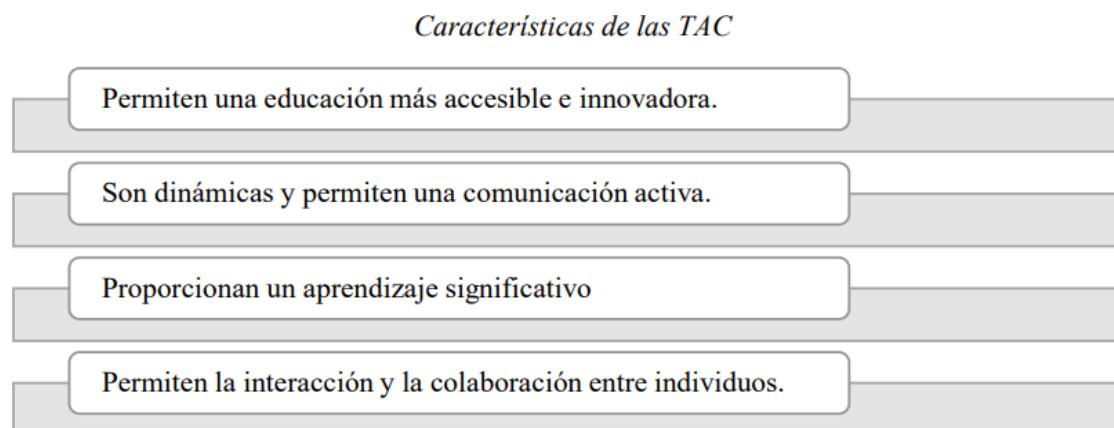 Características de las TAC
Permiten una educación más accesible e innovadora.
Son dinámicas y permiten una comunicación activa.
Proporcionan un aprendizaje significativo
Permiten la interacción y la colaboración entre individuos.